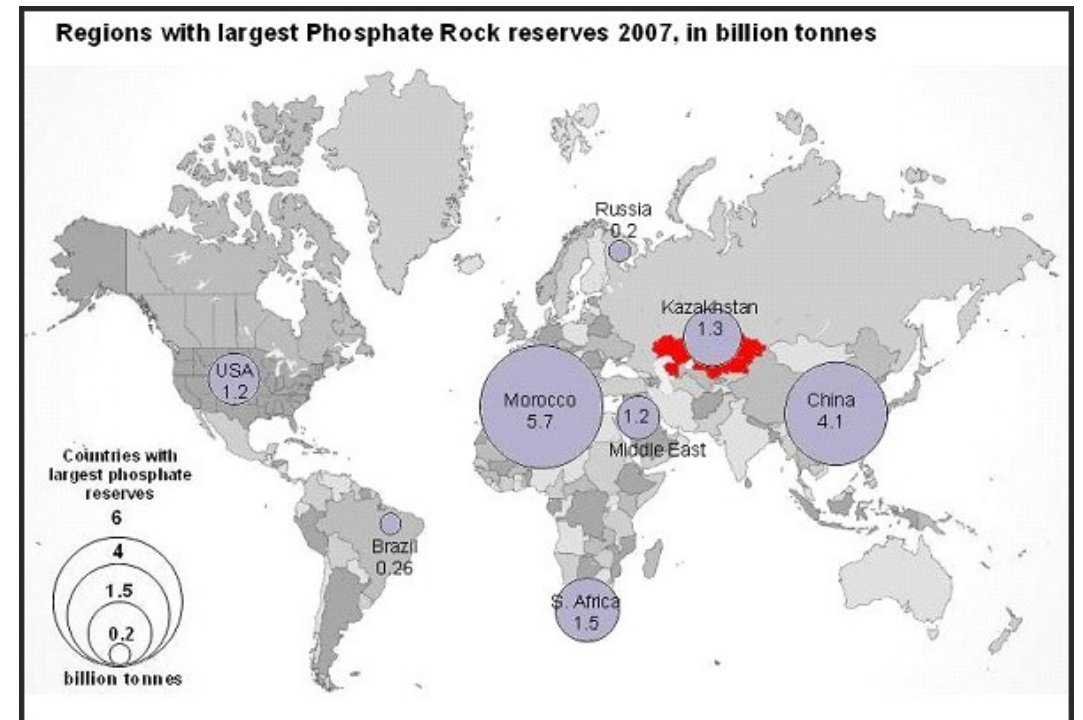 Regions with largest Phosphate Rock reserves 2007, in billion tonnes
Russia
0.2
Kazakhstan
1.3
USA
1.2
Morocco
5.7
1.2
Middle East
China
4.1
Countries with
largest phosphate
reserves
6
4
1.5
0.2
billion tonnes
Brazil
0.26
S. Africa
1.5